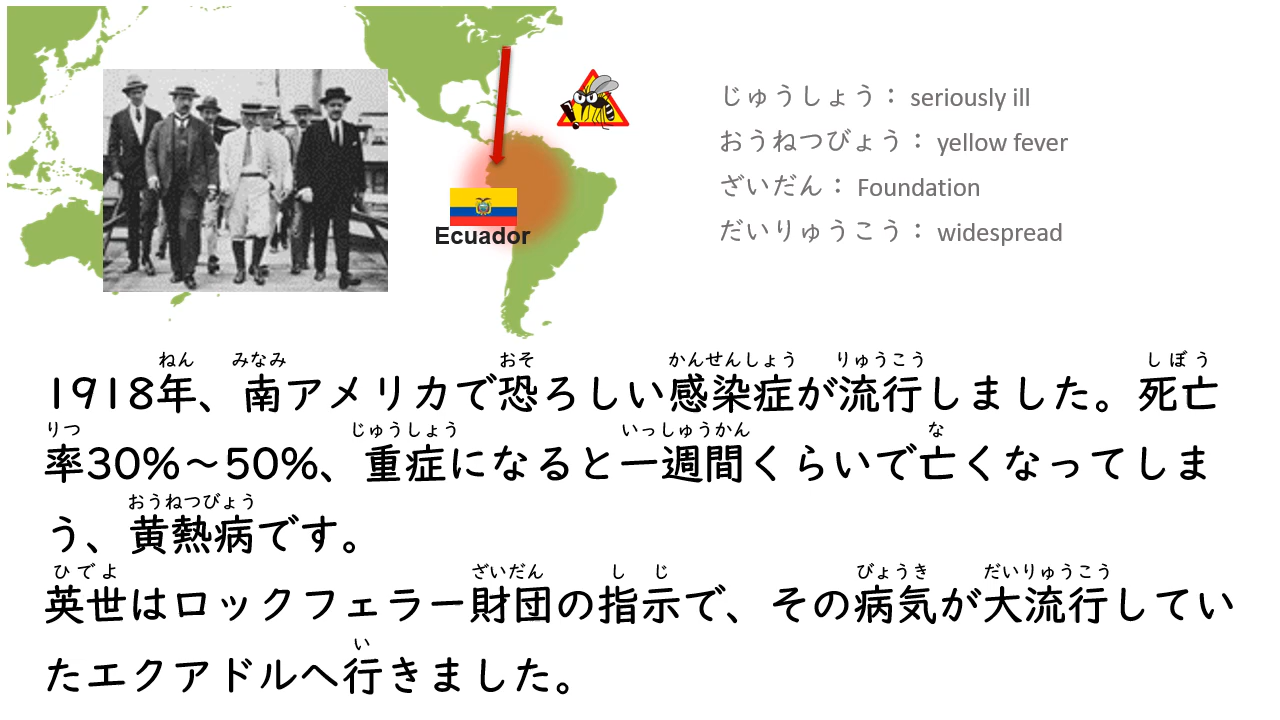 Ecuador
じゅうしょう： seriously ill
おうねつびょう： yellow fever
ざいだん： Foundation
だいりゅうこう： widespread
ねん みなみ おそ かんせんしょう りゅうこう しぼう
1918年、南アメリカで恐ろしい感染症が流行しました。死亡
りつ じゅうしょう いっしゅうかん な
率30%～50%、重症になると一週間くらいで亡くなってしま
おうねつびょう
う、黄熱病です。
ひでよ ざいだん しじ びょうき だいりゅうこう
英世はロックフェラー財団の指示で、その病気が大流行してい
い
たエクアドルへ行きました。